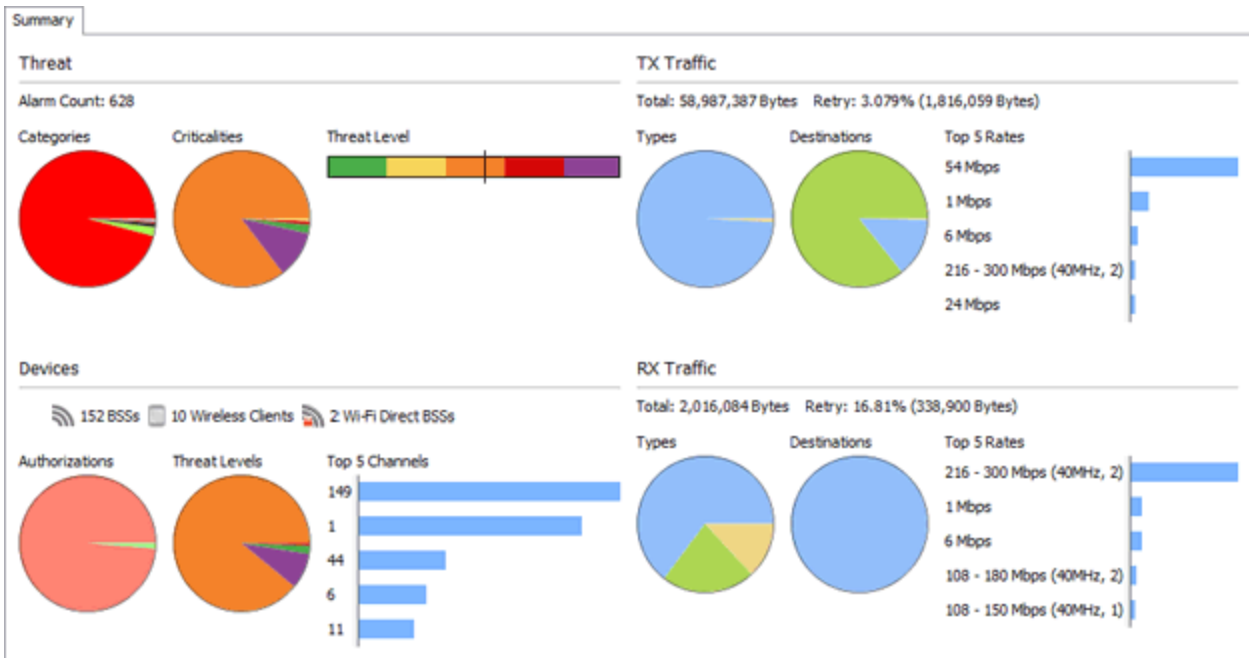 Summary
Threat
Alarm Count: 628
Categories
Criticalities
Threat Level
TX Traffic
Total: 58,987,387 Bytes Retry: 3.079% (1,816,059 Bytes)
Types
Destinations
Top 5 Rates
54 Mbps
1 Mbps
6 Mbps
216 - 300 Mbps (40MHz, 2)
24 Mbps
Devices
152 BSSs 10 Wireless Clients 2 Wi-Fi Direct BSSs
Authorizations
Threat Levels
Top 5 Channels
149
1
44
6
11
RX Traffic
Total: 2,016,084 Bytes Retry: 16.81% (338,900 Bytes)
Types
Destinations
Top 5 Rates
216 - 300 Mbps (40MHz, 2)
1 Mbps
6 Mbps
108 - 180 Mbps (40MHz, 2)
108 - 150 Mbps (40MHz, 1)